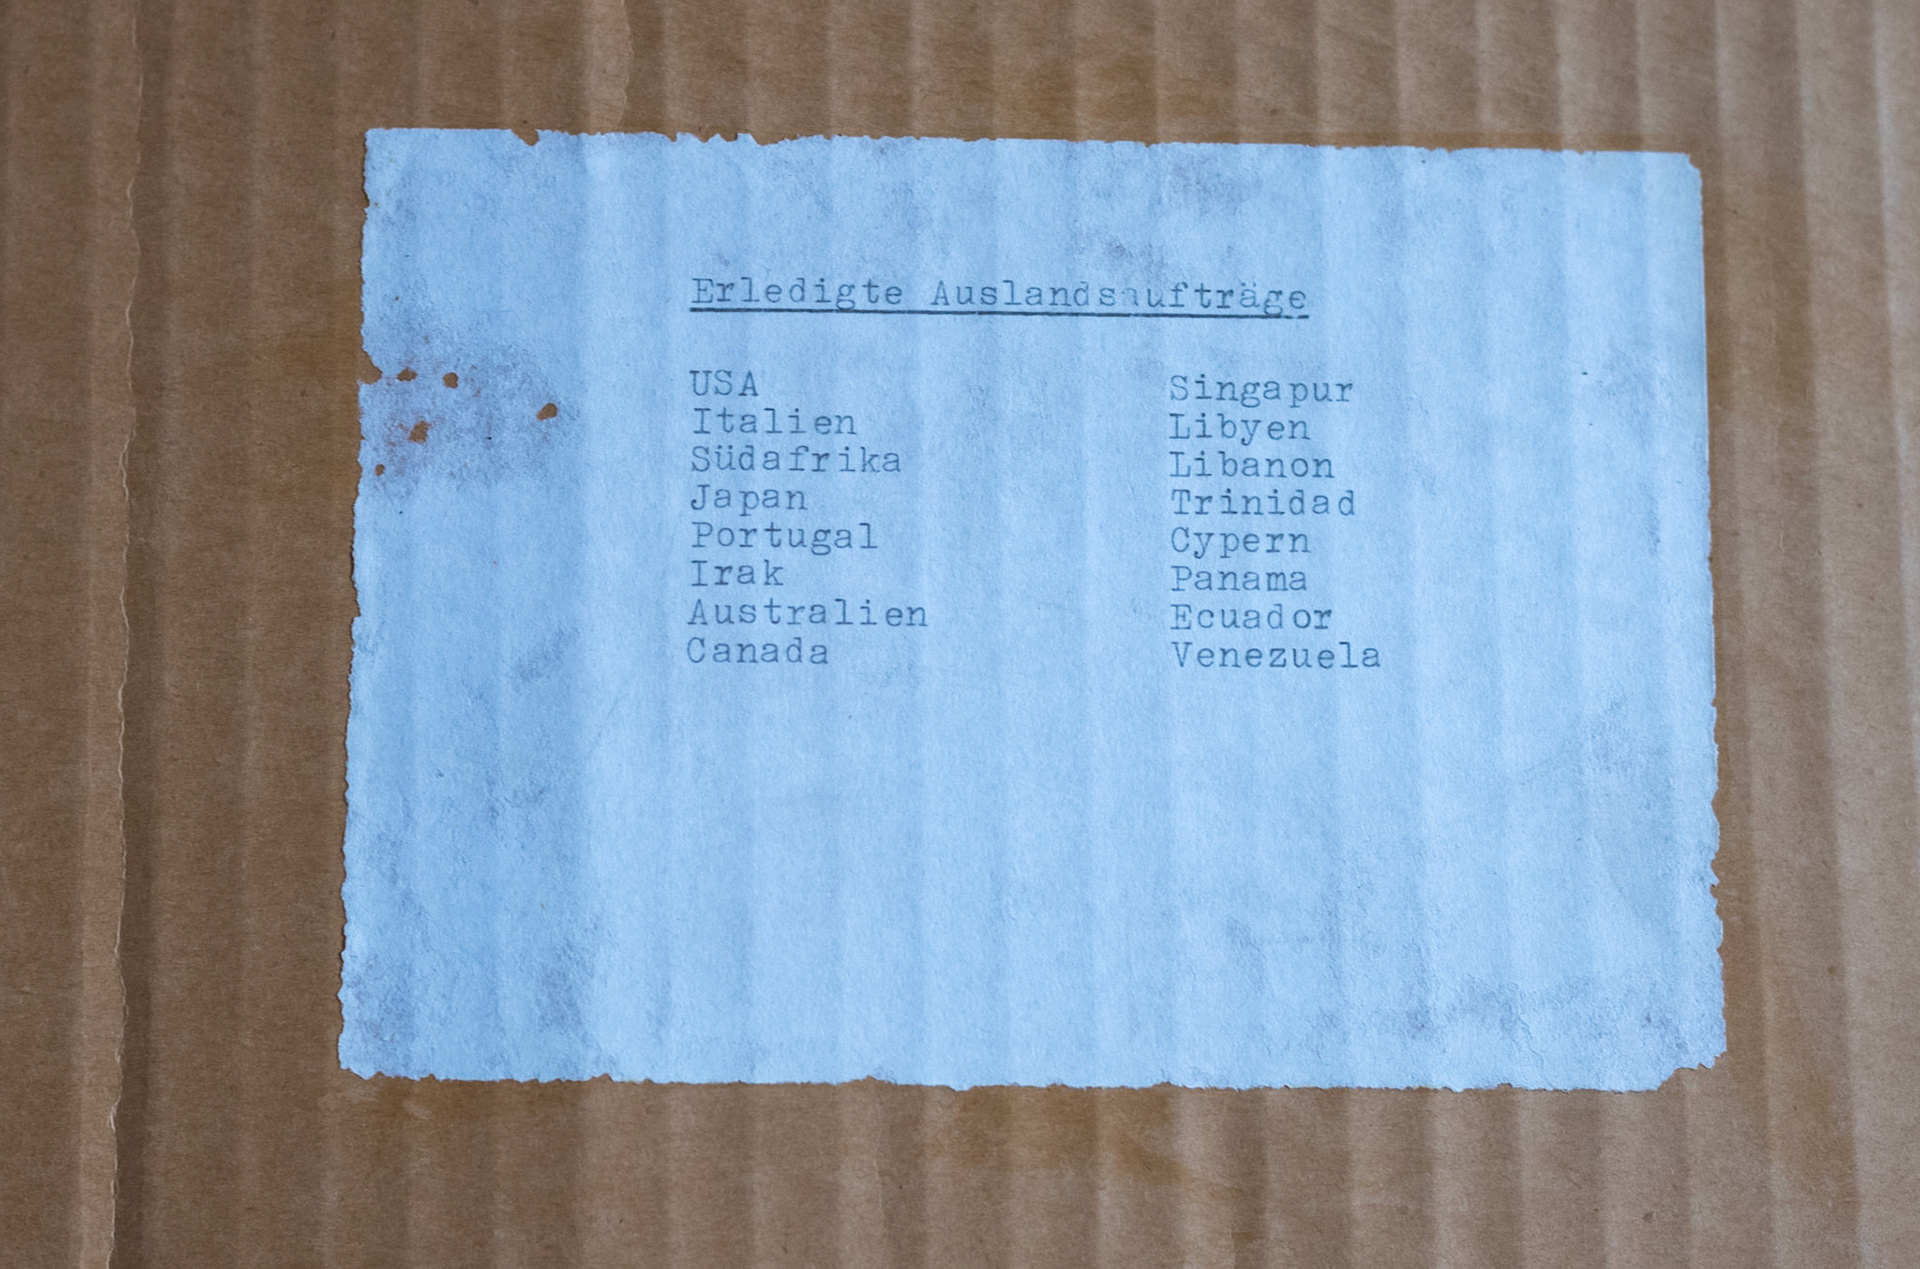 Erledigte Auslandsaufträge
USA
Italien
Südafrika
Japan
Portugal
Irak
Australien
Canada
Singapur
Libyen
Libanon
Trinidad
Cypern
Panama
Ecuador
Venezuela